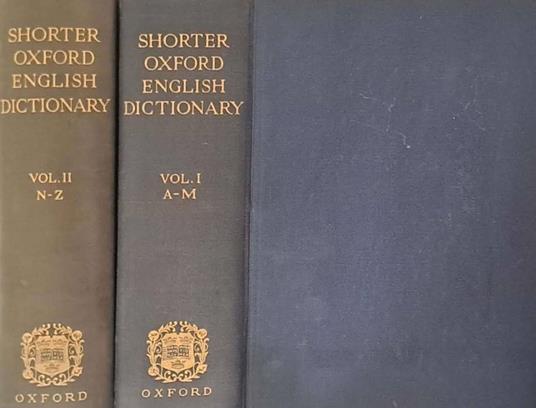 SHORTER
OXFORD
ENGLISH
DICTIONARY
VOL. II
N-Z
OXFORD
SHORTER
OXFORD
ENGLISH
DICTIONARY
VOL. I
A-M
OXFORD